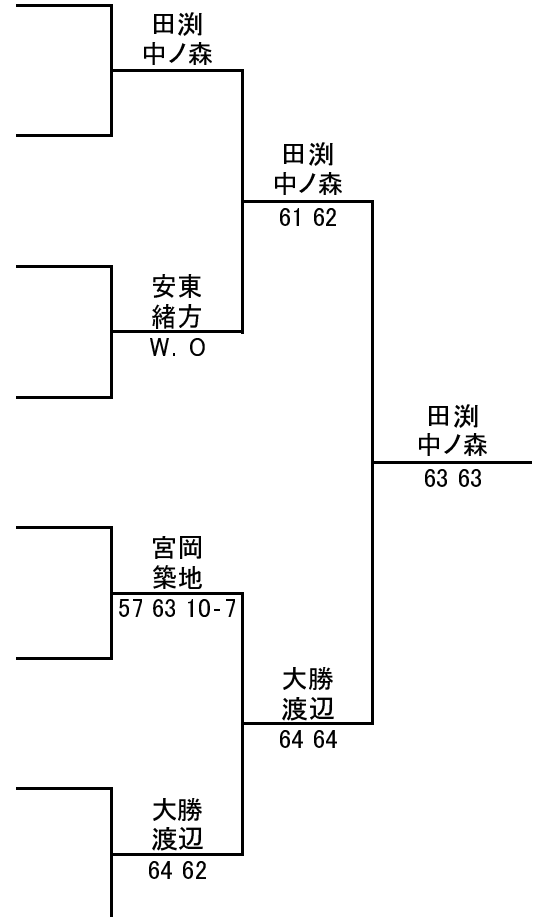 田渕
中ノ森
田渕
中ノ森
61 62
安東
緒方
W. O
田渕
中ノ森
63 63
宮岡
築地
57 63 10-7
大勝
渡辺
64 64
大勝
渡辺
64 62